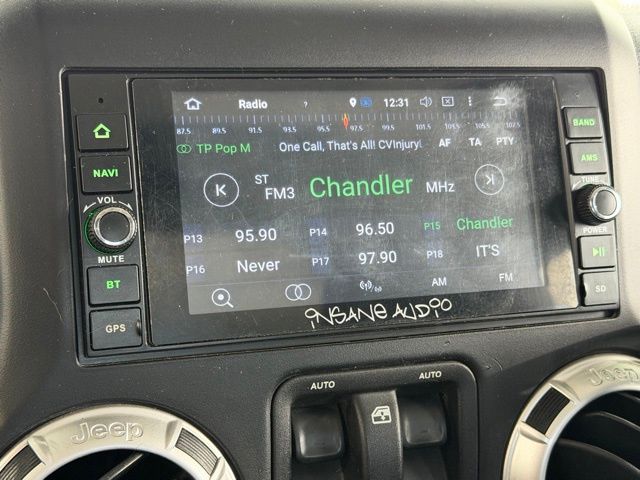 Radio ? 12:31
87.5 89.5 91.5 93.5 95.5 97.5 99.5 101.5 103.5 105.5 107.5
TP Pop M One Call, That's All! CVInjury! AF TA PTY
ST
FM3 Chandler MHz
P13 95.90 P14 96.50 P15 Chandler
P16 Never P17 97.90 P18 IT'S
AM FM
INSANE AUDIO
NAVI
VOL
MUTE
BT
GPS
BAND
AMS
TUNE
POWER
SD
AUTO AUTO
Jeep Jeep